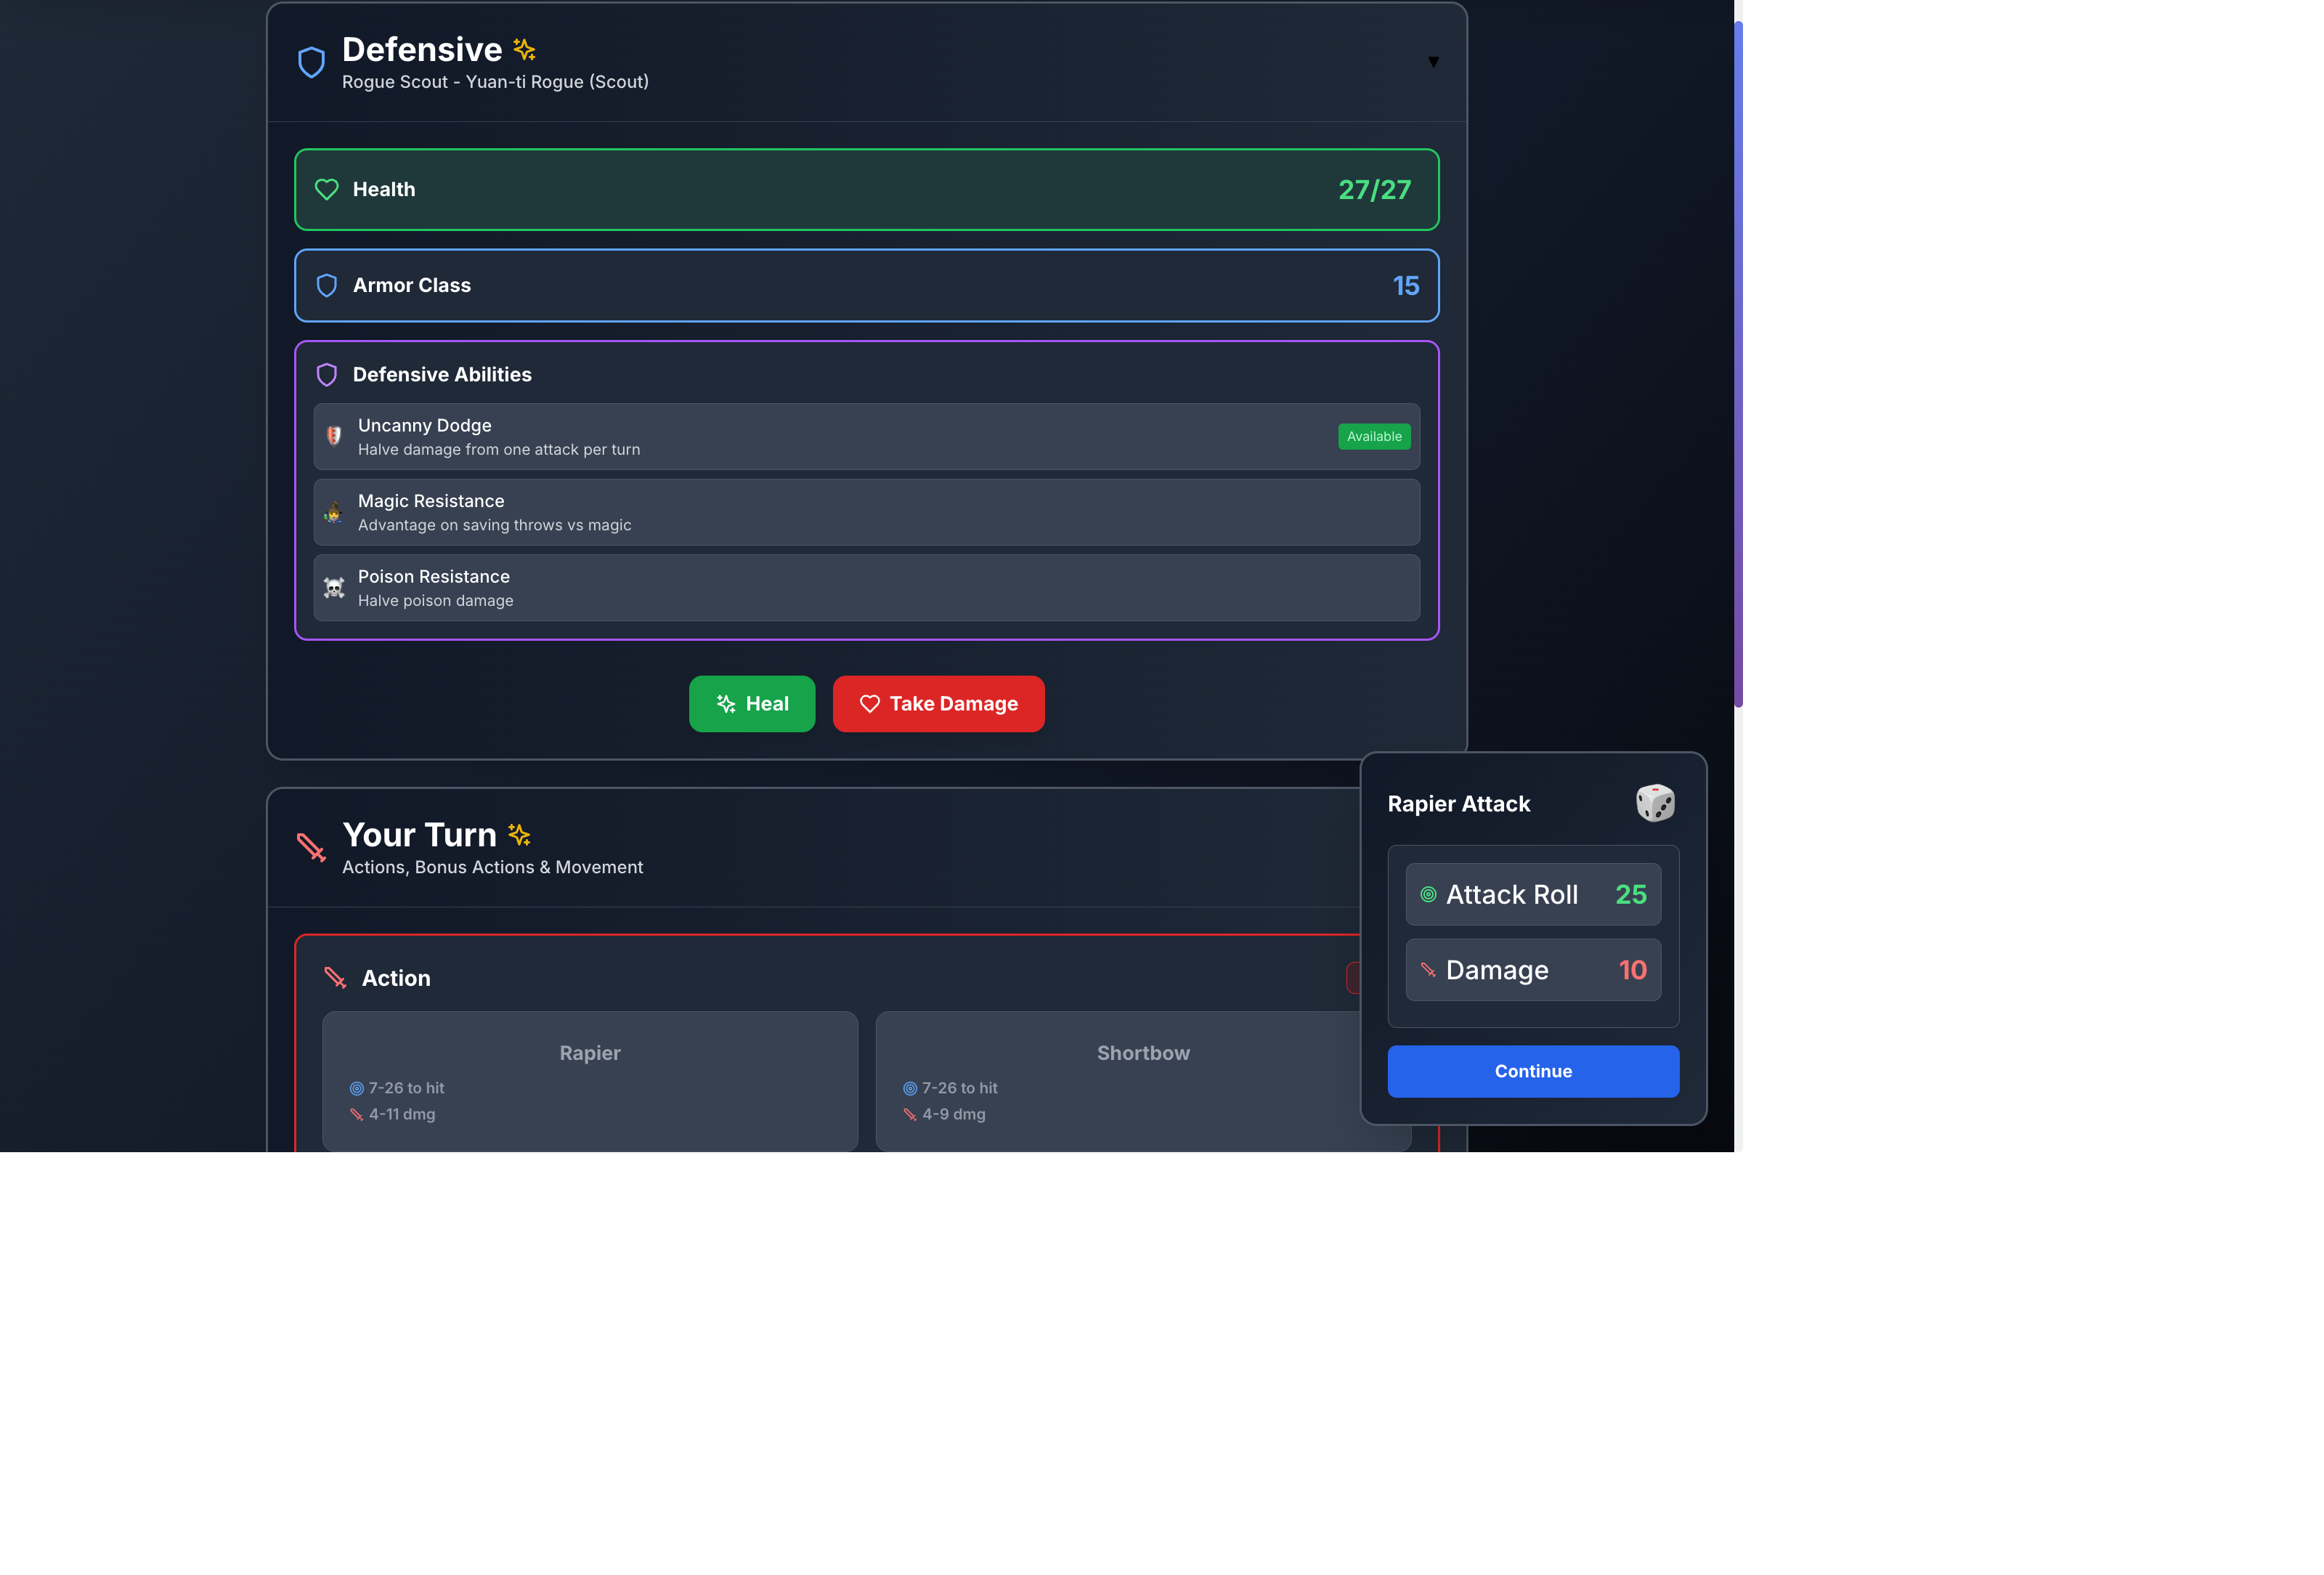 Defensive
Rogue Scout - Yuan-ti Rogue (Scout)
Health
27/27
Armor Class
15
Defensive Abilities
Uncanny Dodge
Halve damage from one attack per turn
Available
Magic Resistance
Advantage on saving throws vs magic
Poison Resistance
Halve poison damage
Heal
Take Damage
Your Turn
Actions, Bonus Actions & Movement
Action
Rapier
7-26 to hit
4-11 dmg
Shortbow
7-26 to hit
4-9 dmg
Rapier Attack
Attack Roll
25
Damage
10
Continue